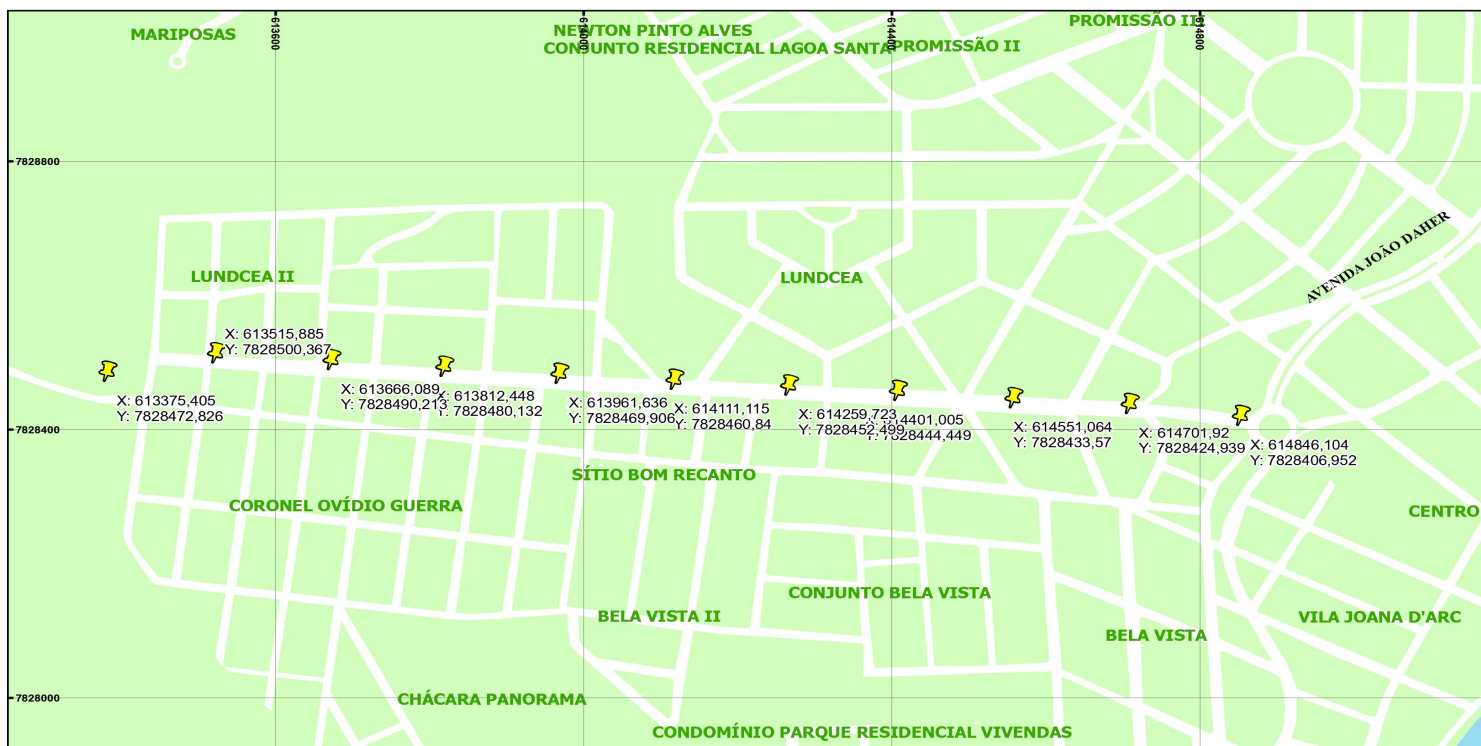 MARIPOSAS
613600
NEWTON PINTO ALVES
CONJUNTO RESIDENCIAL LAGOA SANTA
PROMISSÃO II
614400
PROMISSÃO II
614800
7828800
AVENIDA JOÃO DAHER
LUNDCEA II
LUNDCEA
X: 613515,885
Y: 7828500,367
X: 613375,405
Y: 7828472,826
X: 613666,089
Y: 7828490,213
X: 613812,448
Y: 7828480,132
X: 613961,636
Y: 7828469,906
X: 614111,115
Y: 7828460,84
X: 614259,723
Y: 7828452,499
X: 614401,005
Y: 7828444,449
X: 614551,064
Y: 7828433,57
X: 614701,92
Y: 7828424,939
X: 614846,104
Y: 7828406,952
7828400
SÍTIO BOM RECANTO
CORONEL OVÍDIO GUERRA
CENTRO
CONJUNTO BELA VISTA
BELA VISTA II
VILA JOANA D'ARC
BELA VISTA
7828000
CHÁCARA PANORAMA
CONDOMÍNIO PARQUE RESIDENCIAL VIVENDAS